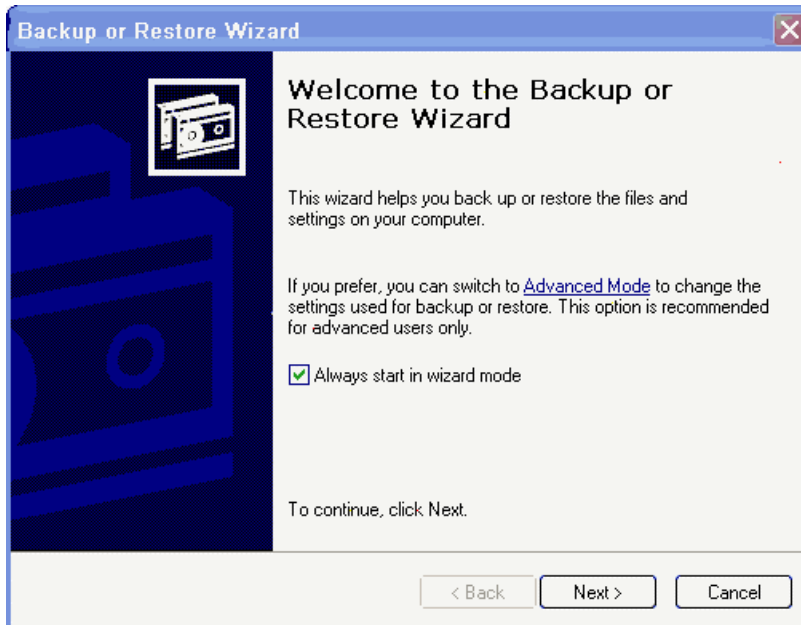 Backup or Restore Wizard
Welcome to the Backup or
Restore Wizard
This wizard helps you back up or restore the files and
settings on your computer.
If you prefer, you can switch to Advanced Mode to change the
settings used for backup or restore. This option is recommended
for advanced users only.
Always start in wizard mode
To continue, click Next.
< Back
Next >
Cancel